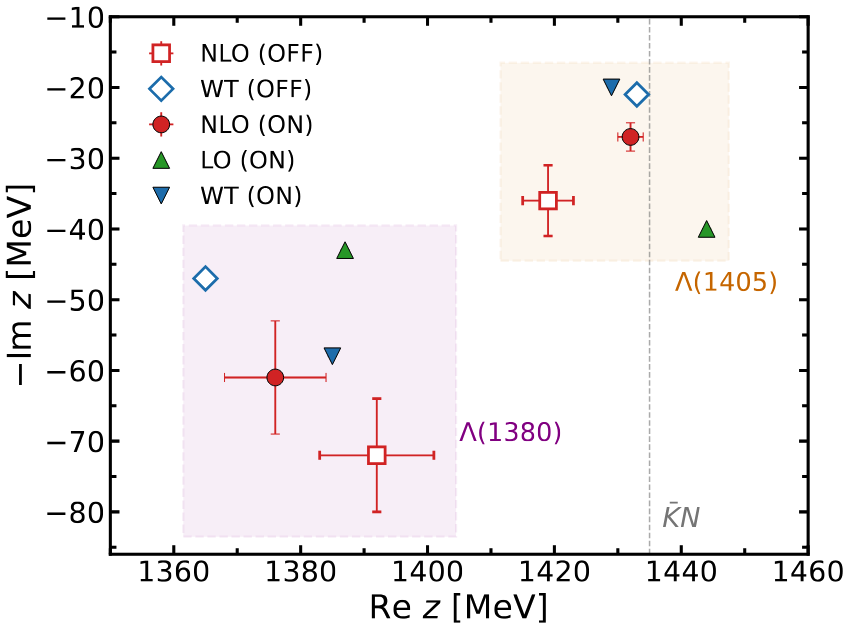 −10
−20
−30
−40
−50
−60
−70
−80
−Im z [MeV]
NLO (OFF)
WT (OFF)
NLO (ON)
LO (ON)
WT (ON)
Λ(1405)
Λ(1380)
K̄N
1360 1380 1400 1420 1440 1460
Re z [MeV]